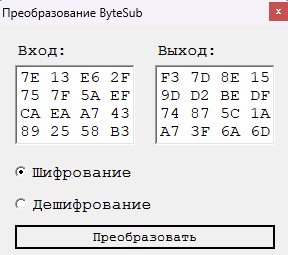 Преобразование ByteSub
x
Вход:
7E 13 E6 2F
75 7F 5A EF
CA EA A7 43
89 25 58 B3
Выход:
F3 7D 8E 15
9D D2 BE DF
74 87 5C 1A
A7 3F 6A 6D
Шифрование
Дешифрование
Преобразовать